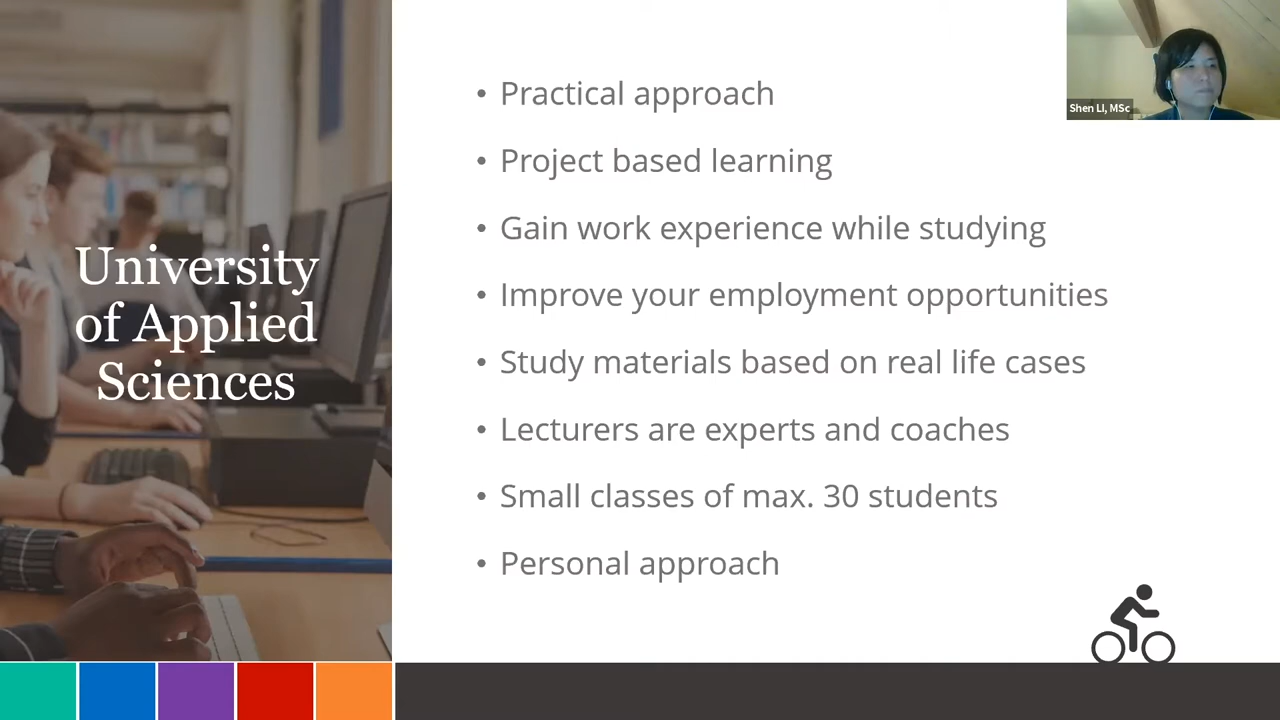 University
of Applied
Sciences
• Practical approach
• Project based learning
• Gain work experience while studying
• Improve your employment opportunities
• Study materials based on real life cases
• Lecturers are experts and coaches
• Small classes of max. 30 students
• Personal approach
Shen LI, MSc